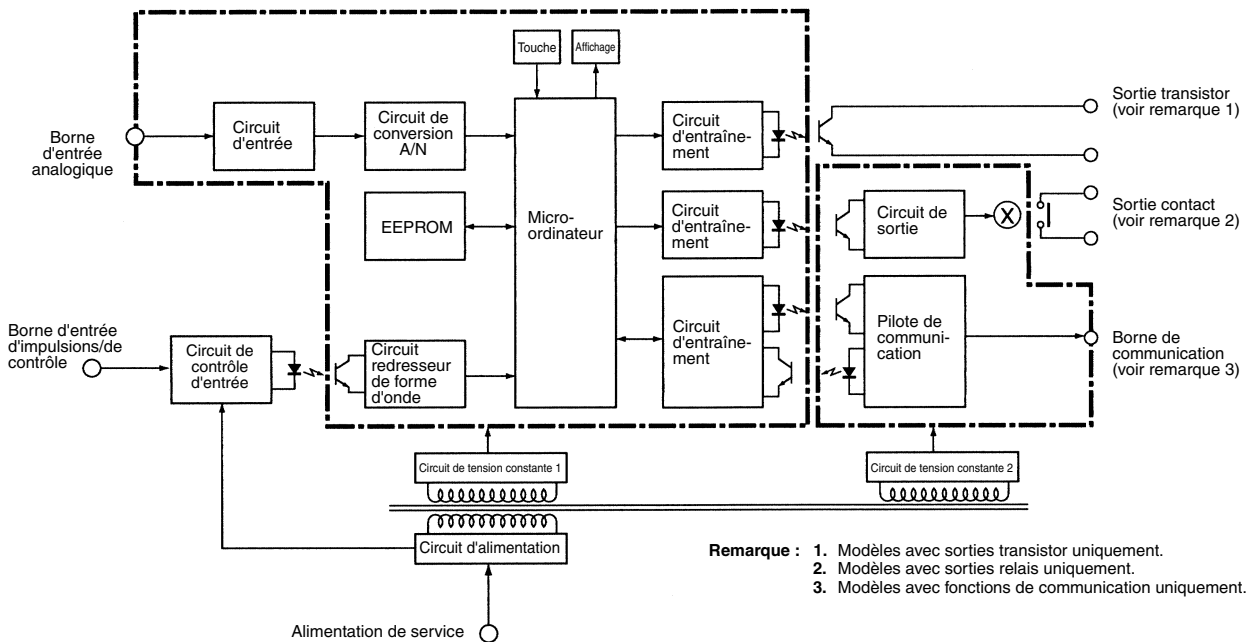 Touche
Affichage
Borne
d'entrée
analogique
Circuit
d'entrée
Circuit de
conversion
A/N
Micro-
ordinateur
Circuit
d'entraîne-
ment
Sortie transistor
(voir remarque 1)
EEPROM
Circuit
d'entraîne-
ment
Circuit de
sortie
X
Sortie contact
(voir remarque 2)
Borne d'entrée
d'impulsions/de
contrôle
Circuit de
contrôle
d'entrée
Circuit
redresseur
de forme
d'onde
Circuit
d'entraîne-
ment
Pilote de
communi-
cation
Borne de
communication
(voir remarque 3)
Circuit de tension constante 1
Circuit de tension constante 2
Circuit d'alimentation
Alimentation de service
Remarque : 1. Modèles avec sorties transistor uniquement.
2. Modèles avec sorties relais uniquement.
3. Modèles avec fonctions de communication uniquement.